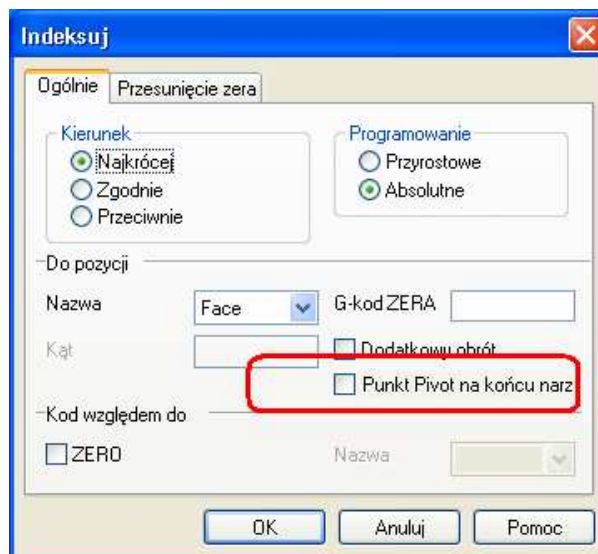 Indeksuj
Ogólnie Przesunięcie zera
Kierunek Programowanie
Najkrócej Przyrostowe
Zgodnie Absolutne
Przeciwnie
Do pozycji
Nazwa Face G-kod ZERA
Kąt Dodatkowy obrót
Punkt Pivot na końcu narz
Kod względem do
ZERO Nazwa
OK Anuluj Pomoc